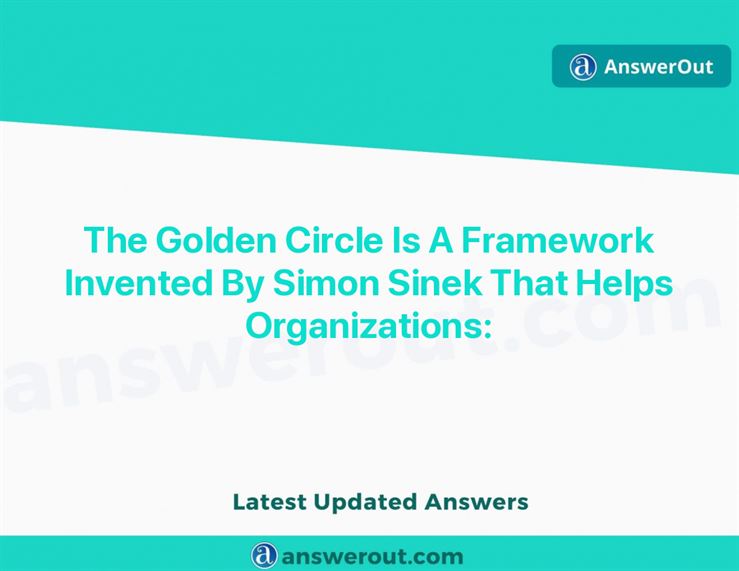 AnswerOut
The Golden Circle Is A Framework
Invented By Simon Sinek That Helps
Organizations:
answerout.com
Latest Updated Answers
answerout.com